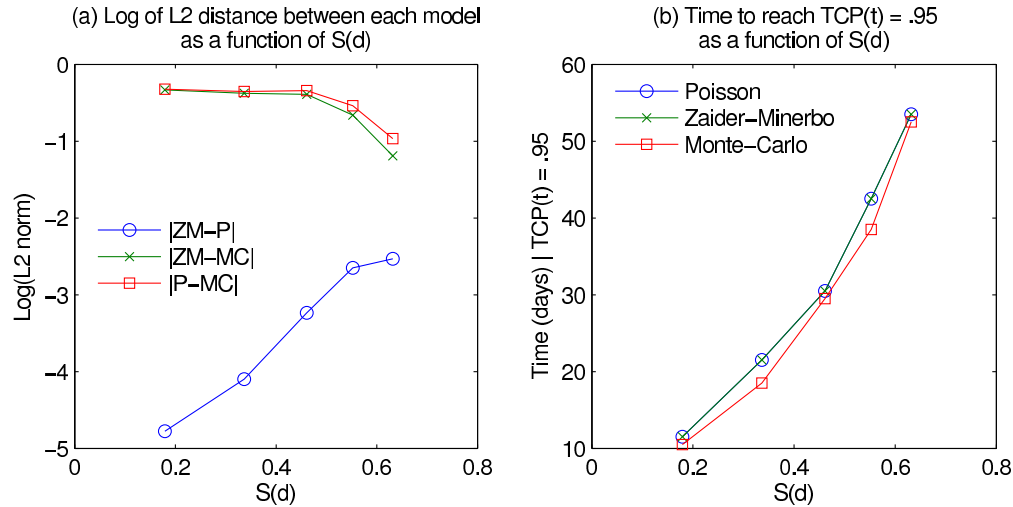 (a) Log of L2 distance between each model
as a function of S(d)
0
−1
−2
−3
−4
−5
Log(L2 norm)
|ZM−P|
|ZM−MC|
|P−MC|
0
0.2
0.4
0.6
0.8
S(d)
(b) Time to reach TCP(t) = .95
as a function of S(d)
60
50
40
30
20
10
Time (days) | TCP(t) = .95
Poisson
Zaider−Minerbo
Monte−Carlo
0
0.2
0.4
0.6
0.8
S(d)